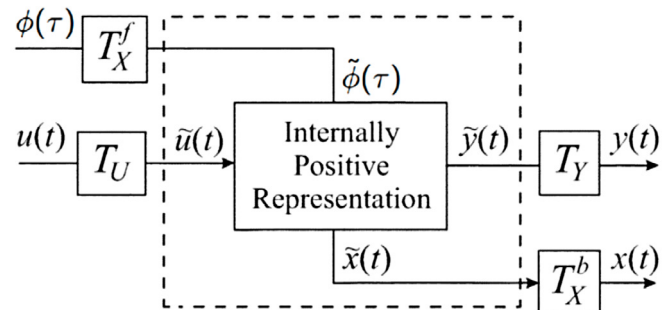 ϕ(τ)
T_X^f
ϕ̃(τ)
u(t)
T_U
ũ(t)
Internally
Positive
Representation
ỹ(t)
T_Y
y(t)
x̃(t)
T_X^b
x(t)